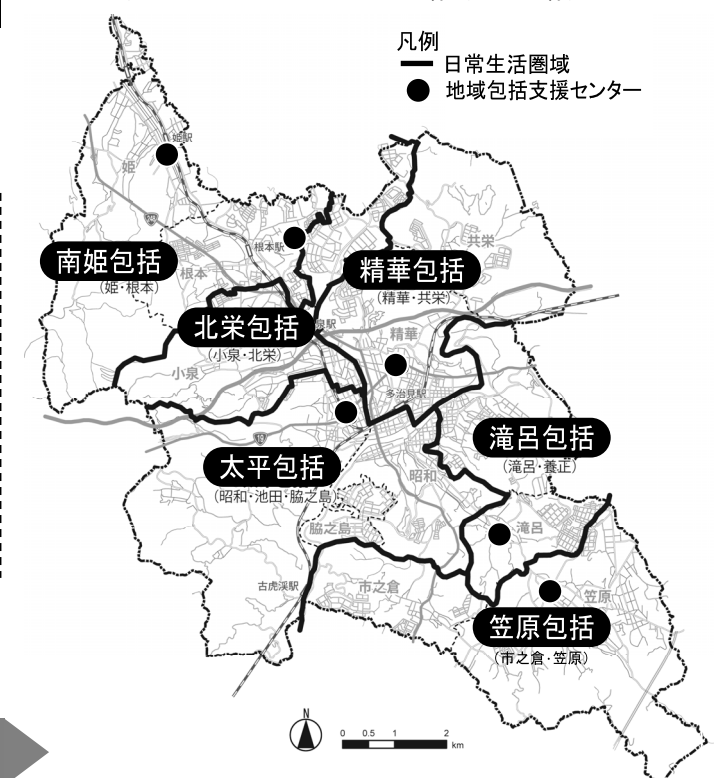 凡例
日常生活圏域
地域包括支援センター
姫駅
姫
248
共栄
根本駅
根本
南姫包括
(姫・根本)
精華包括
(精華・共栄)
北栄包括
(小泉・北栄)
精華
小泉
多治見駅
19
滝呂包括
(滝呂・養正)
太平包括
(昭和・池田・脇之島)
昭和
脇之島
滝呂
古虎渓駅
市之倉
笠原
笠原包括
(市之倉・笠原)
N
0 0.5 1 2
km